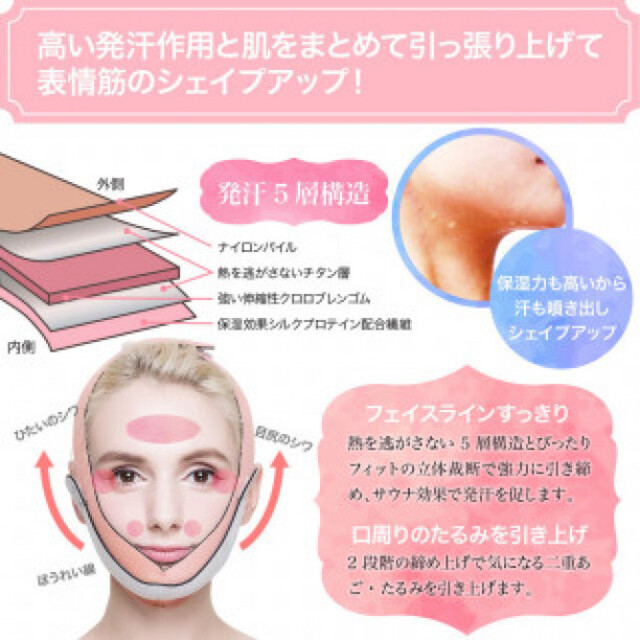 高い発汗作用と肌をまとめて引っ張り上げて
表情筋のシェイプアップ!
外側
発汗5層構造
ナイロンパイル
熱を逃がさないチタン層
強い伸縮性クロロプレンゴム
保湿効果シルクプロテイン配合繊維
内側
保湿力も高いから
汗も噴き出し
シェイプアップ
ひたいのシワ
目尻のシワ
ほうれい線
フェイスラインすっきり
熱を逃がさない5層構造とぴったり
フィットの立体裁断で強力に引き締
め、サウナ効果で発汗を促します。
口周りのたるみを引き上げ
2段階の締め上げで気になる二重あ
ご・たるみを引き上げます。